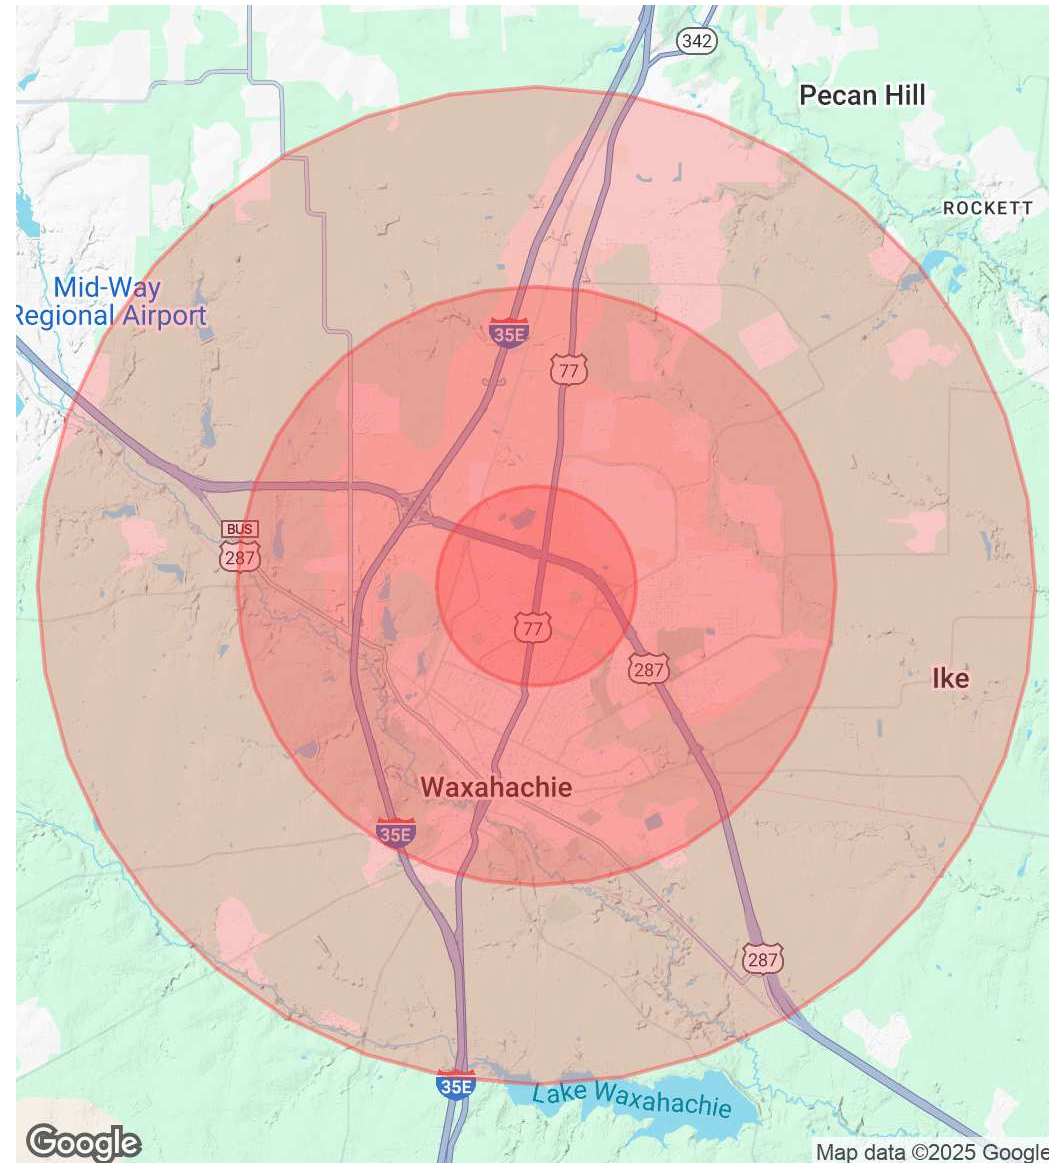 342
Pecan Hill
ROCKETT
Mid-Way
Regional Airport
35E
77
BUS
287
77
287
Ike
Waxahachie
35E
287
35E
Lake Waxahachie
Google
Map data ©2025 Google